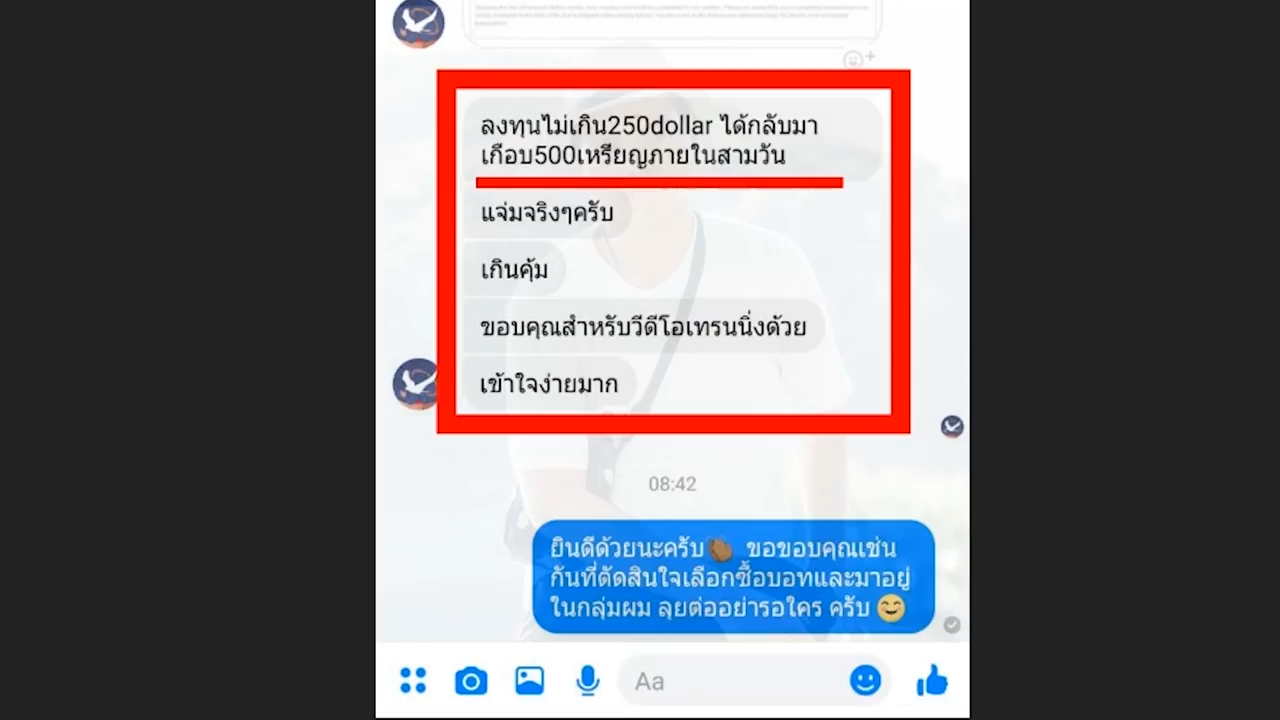 ลงทุนไม่เกิน250dollar ได้กลับมา
เกือบ500เหรียญภายในสามวัน
แจ่มจริงๆครับ
เกินคุ้ม
ขอบคุณสำหรับวีดีโอเทรนนิ่งด้วย
เข้าใจง่ายมาก
08:42
ยินดีด้วยนะครับ👏🏾 ขอขอบคุณเช่น
กันที่ตัดสินใจเลือกซื้อบอทและมาอยู่
ในกลุ่มผม ลุยต่ออย่ารอใคร ครับ😊
Aa